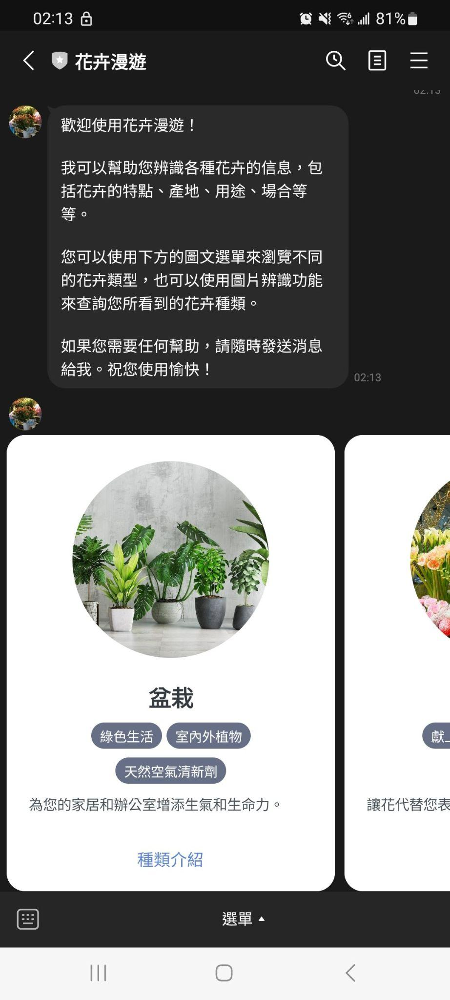 02:13
81%
花卉漫遊
02:13
歡迎使用花卉漫遊！
我可以幫助您辨識各種花卉的信息，包
括花卉的特點、產地、用途、場合等
等。
您可以使用下方的圖文選單來瀏覽不同
的花卉類型，也可以使用圖片辨識功能
來查詢您所看到的花卉種類。
如果您需要任何幫助，請隨時發送消息
給我。祝您使用愉快！
02:13
盆栽
綠色生活
室內外植物
獻上
天然空氣清新劑
為您的家居和辦公室增添生氣和生命力。
讓花代替您表
種類介紹
選單